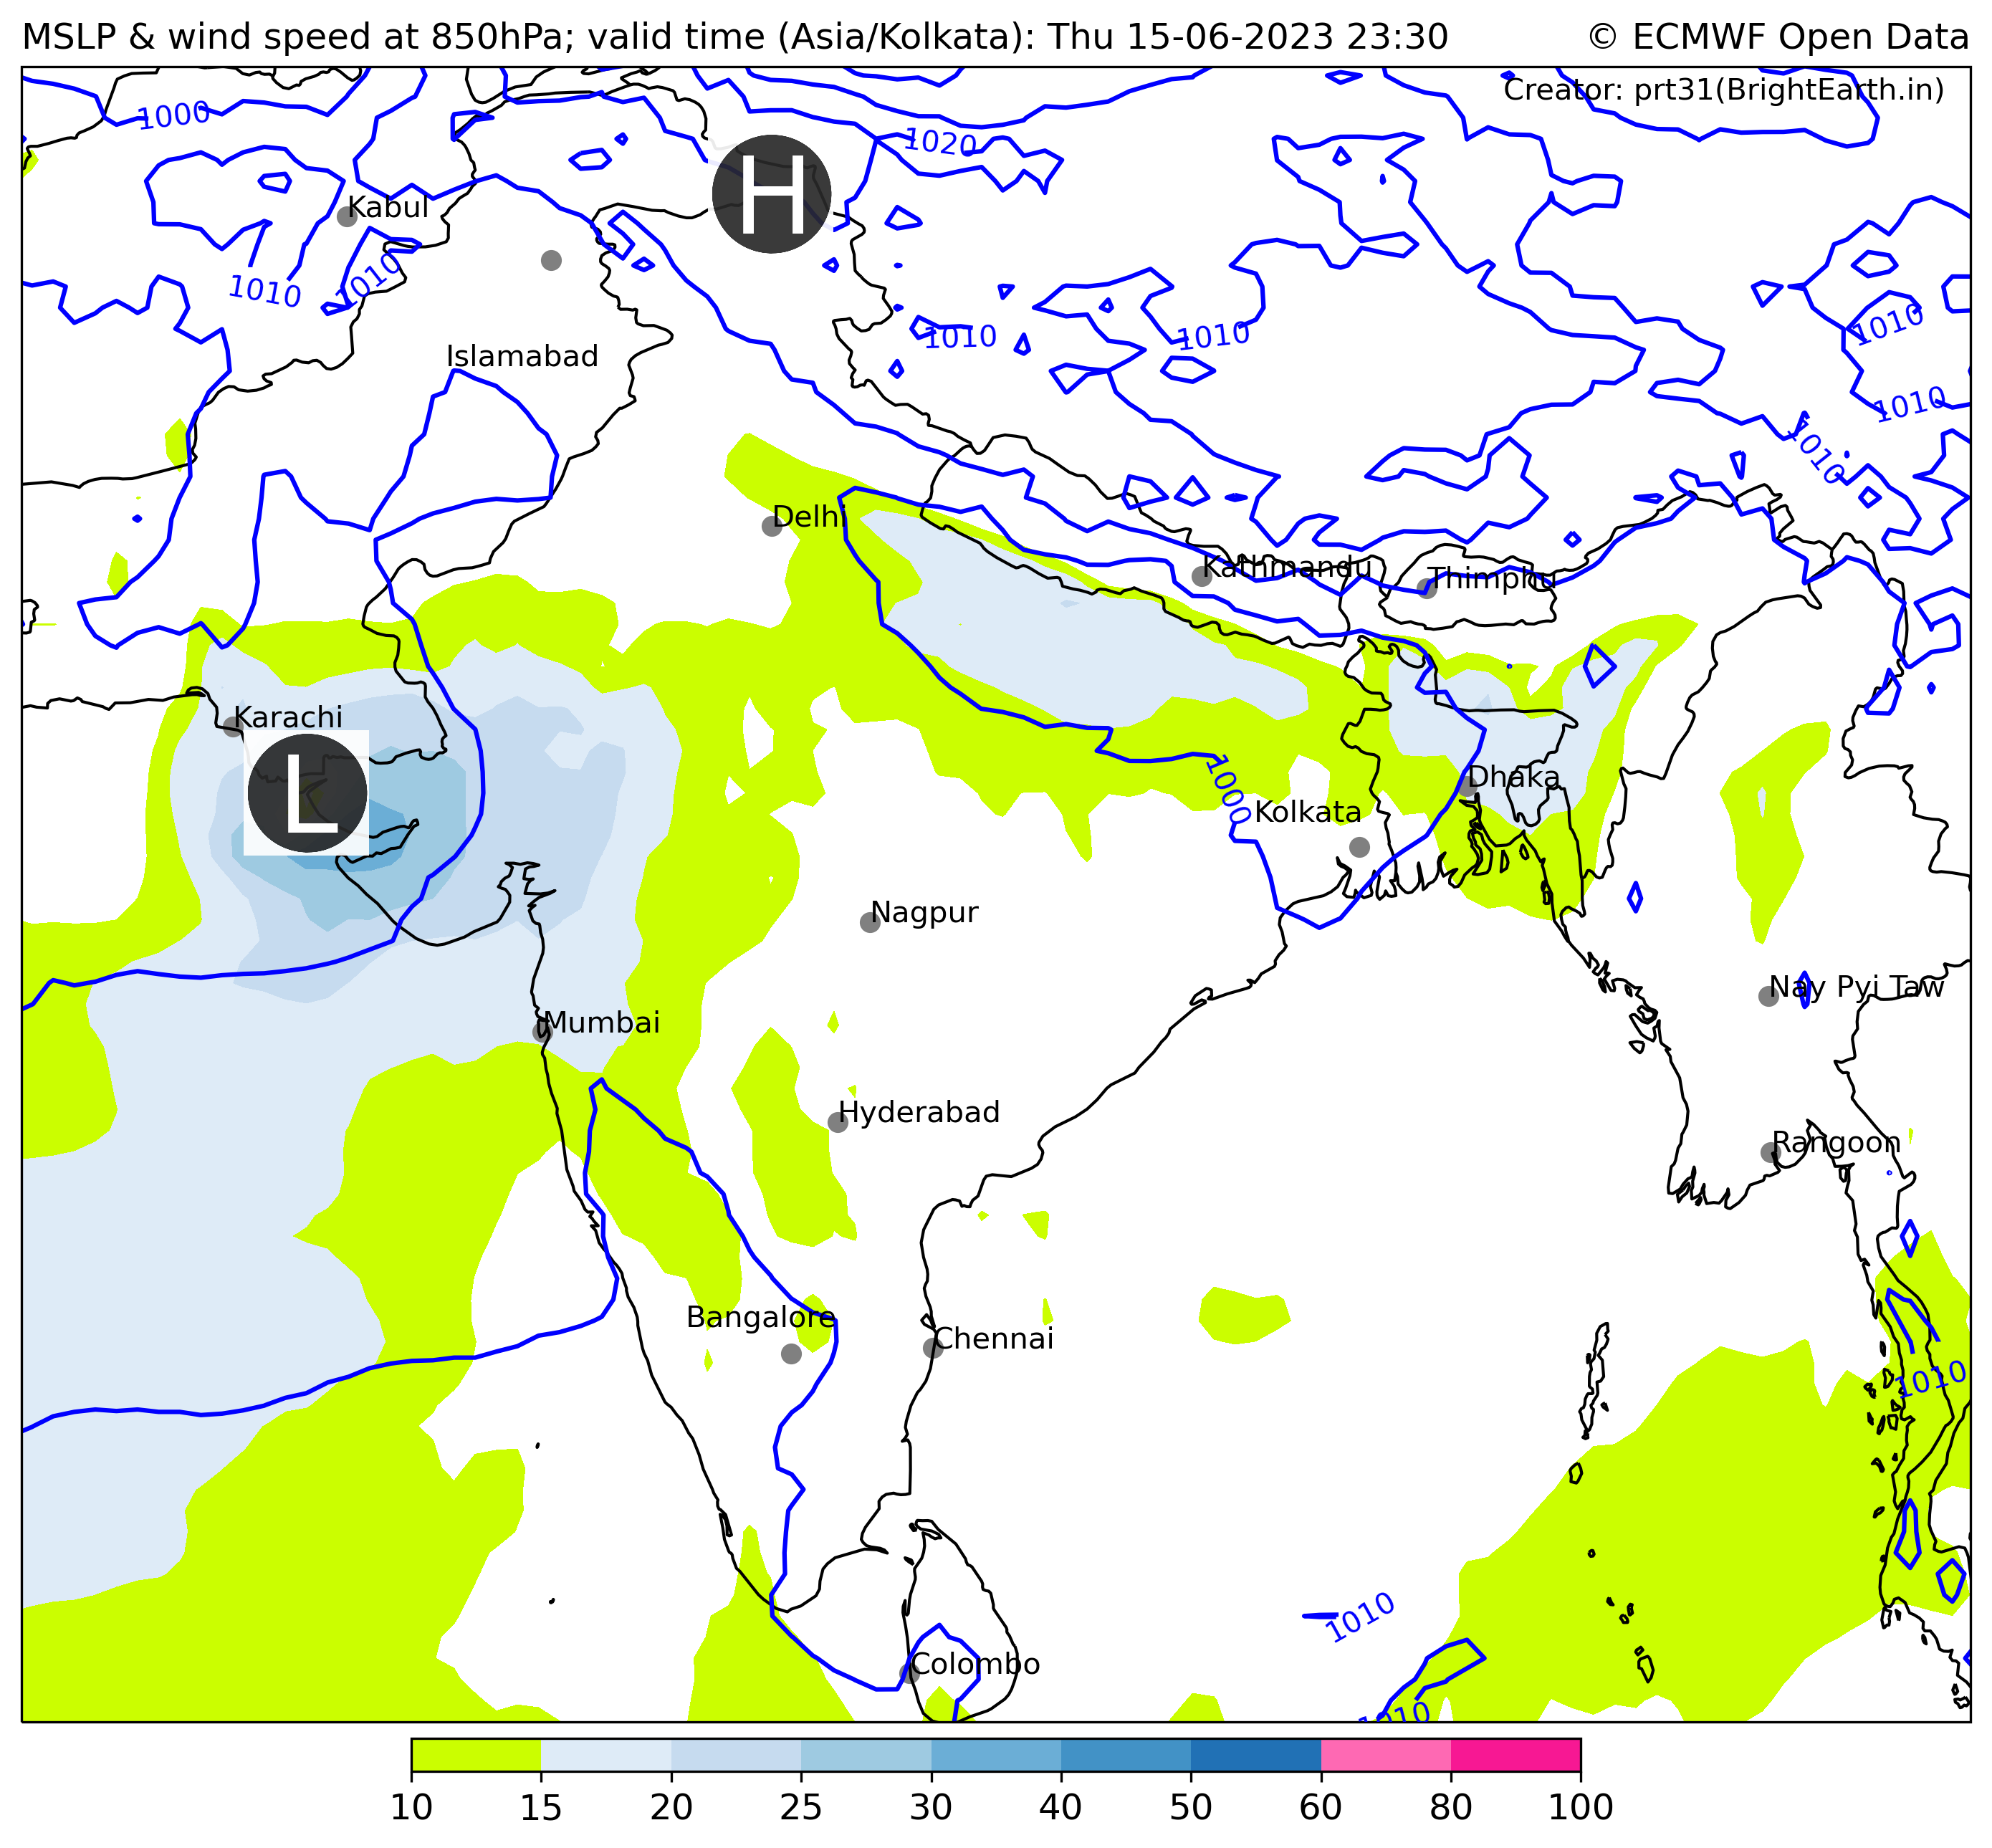 MSLP & wind speed at 850hPa; valid time (Asia/Kolkata): Thu 15-06-2023 23:30
© ECMWF Open Data
Creator: prt31(BrightEarth.in)
1000
1020
H
Kabul
1010
1010
1010
1010
1010
Islamabad
1010
1010
Delhi
Kathmandu
Thimphu
Karachi
L
1000
Dhaka
Kolkata
Nagpur
Nay Pyi Taw
Mumbai
Hyderabad
Rangoon
Bangalore
Chennai
1010
1010
Colombo
1010
10 15 20 25 30 40 50 60 80 100